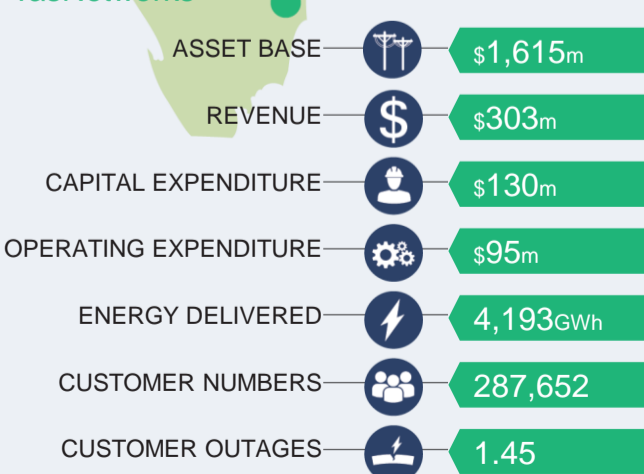 TasNetworks
ASSET BASE $1,615m
REVENUE $303m
CAPITAL EXPENDITURE $130m
OPERATING EXPENDITURE $95m
ENERGY DELIVERED 4,193GWh
CUSTOMER NUMBERS 287,652
CUSTOMER OUTAGES 1.45